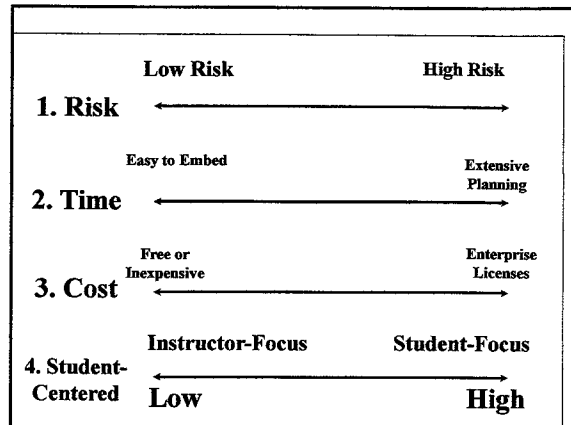 Low Risk High Risk
1. Risk
Easy to Embed Extensive
Planning
2. Time
Free or Enterprise
Inexpensive Licenses
3. Cost
Instructor-Focus Student-Focus
4. Student-
Centered
Low High